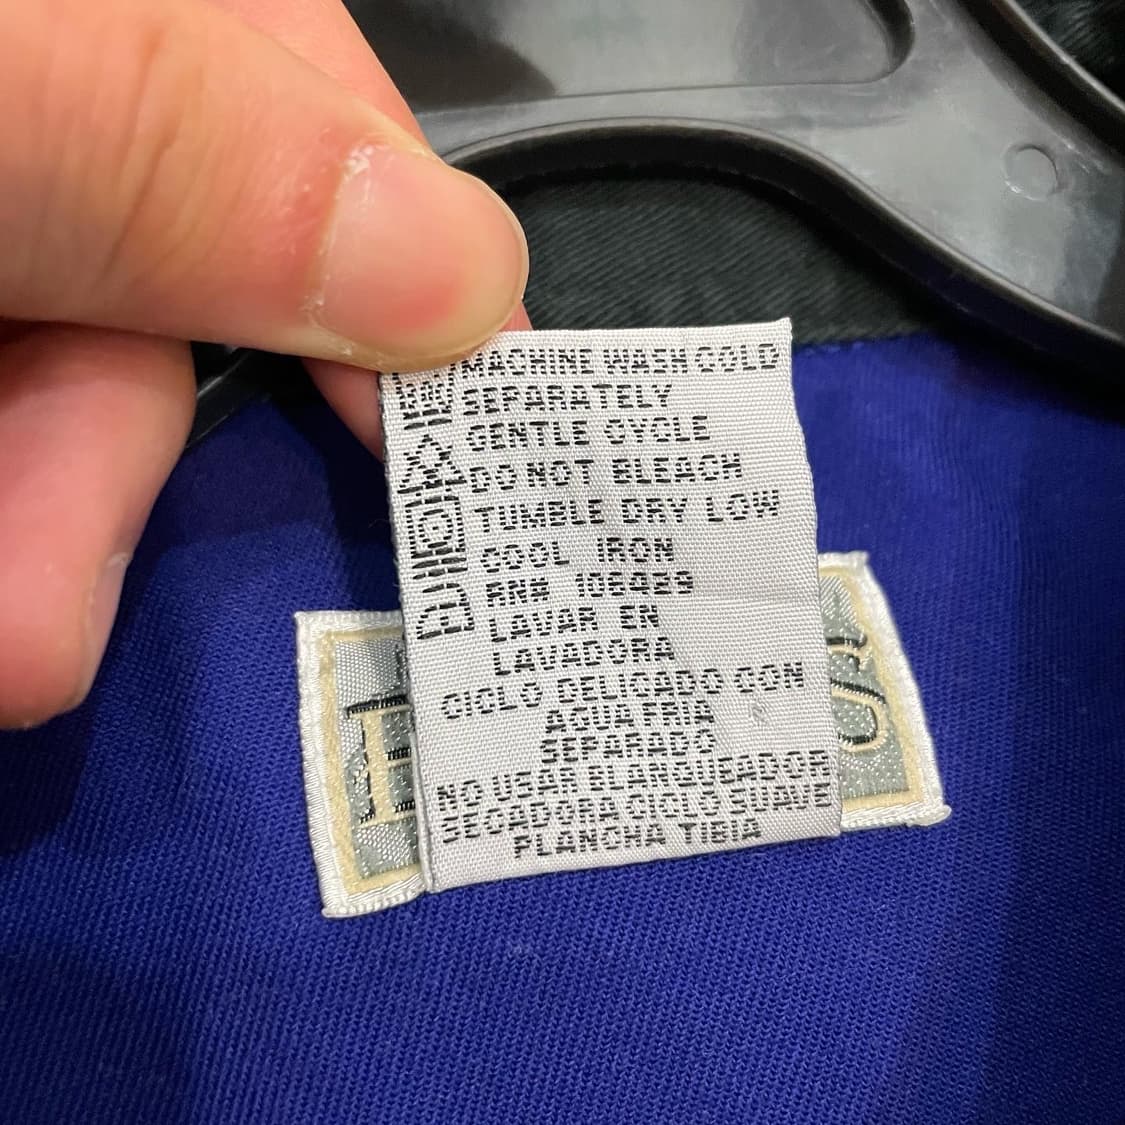 MACHINE WASH COLD
SEPARATELY
GENTLE CYCLE
DO NOT BLEACH
TUMBLE DRY LOW
COOL IRON
RN# 106429
LAVAR EN
LAVADORA
CICLO DELICADO CON
AGUA FRIA
SEPARADO
NO USAR BLANQUEADOR
SECADORA CICLO SUAVE
PLANCHA TIBIA